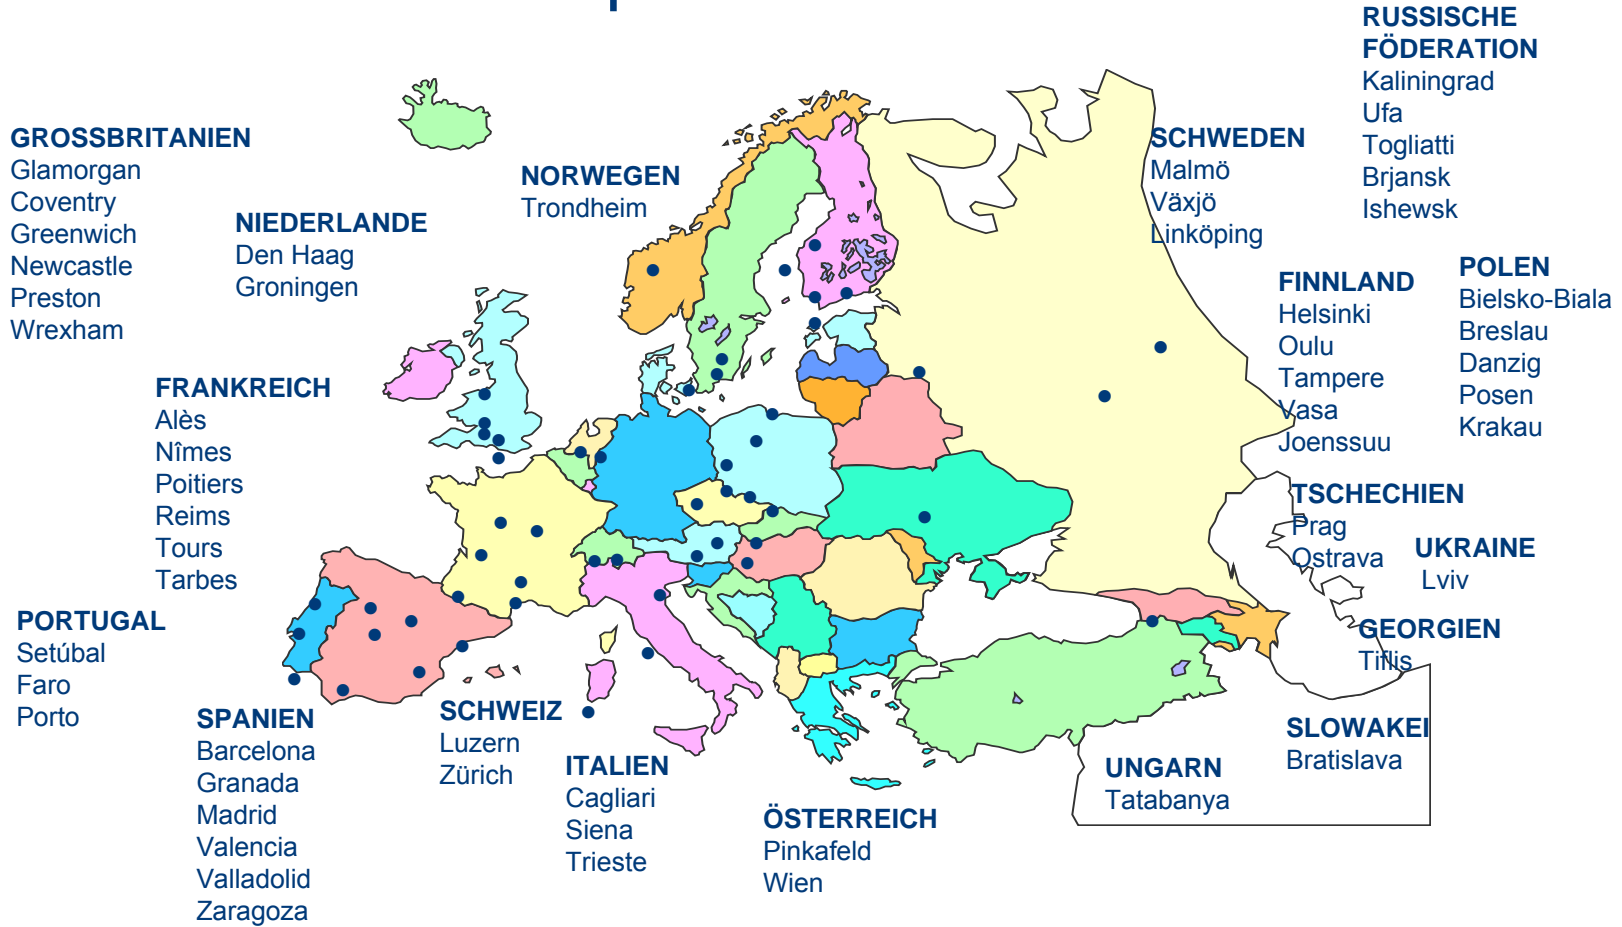 RUSSISCHE
FÖDERATION
Kaliningrad
Ufa
Togliatti
Brjansk
Ishewsk
GROSSBRITANIEN
Glamorgan
Coventry
Greenwich
Newcastle
Preston
Wrexham
NIEDERLANDE
Den Haag
Groningen
NORWEGEN
Trondheim
SCHWEDEN
Malmö
Växjö
Linköping
FINNLAND
Helsinki
Oulu
Tampere
Vasa
Joenssuu
POLEN
Bielsko-Biala
Breslau
Danzig
Posen
Krakau
FRANKREICH
Alès
Nîmes
Poitiers
Reims
Tours
Tarbes
TSCHECHIEN
Prag
Ostrava
UKRAINE
Lviv
PORTUGAL
Setúbal
Faro
Porto
GEORGIEN
Tiflis
SPANIEN
Barcelona
Granada
Madrid
Valencia
Valladolid
Zaragoza
SCHWEIZ
Luzern
Zürich
ITALIEN
Cagliari
Siena
Trieste
ÖSTERREICH
Pinkafeld
Wien
UNGARN
Tatabanya
SLOWAKEI
Bratislava